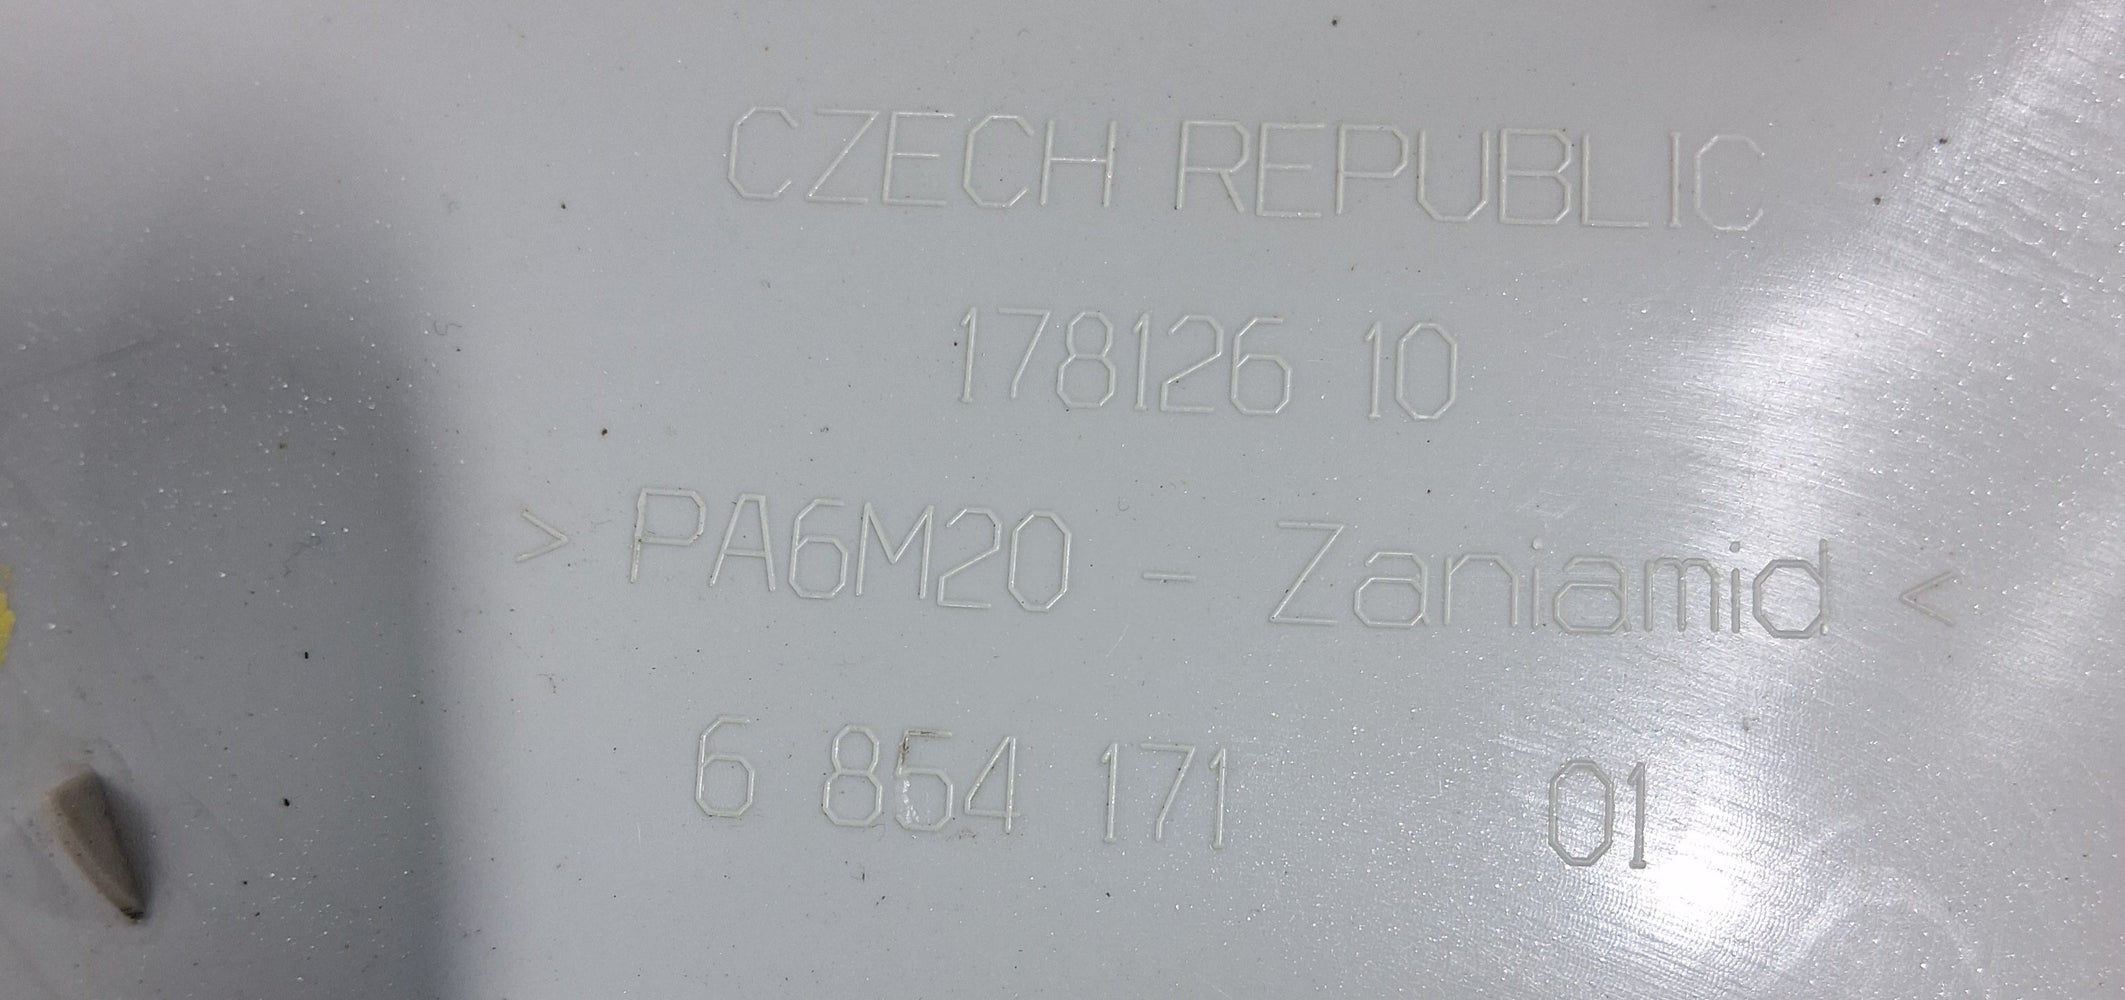 CZECH REPUBLIC
178126 10
> PA6M20 - Zaniamid <
6 854 171 01